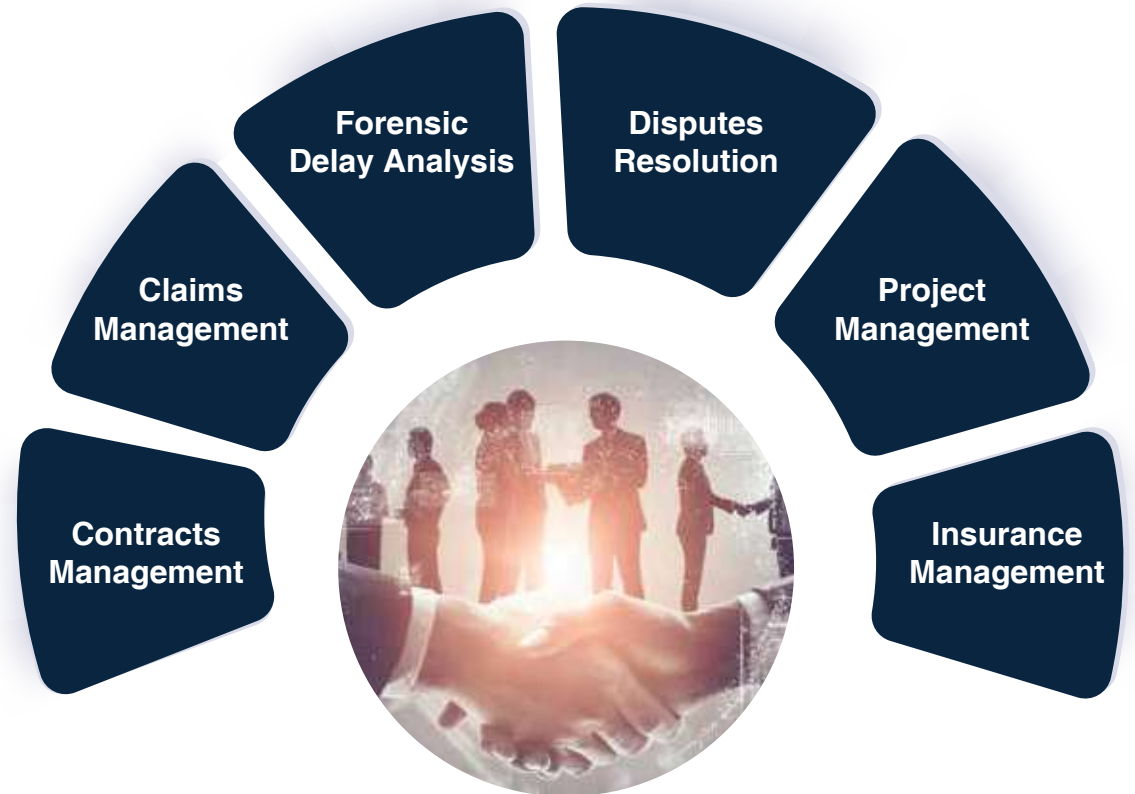 Forensic
Delay Analysis
Disputes
Resolution
Claims
Management
Project
Management
Contracts
Management
Insurance
Management